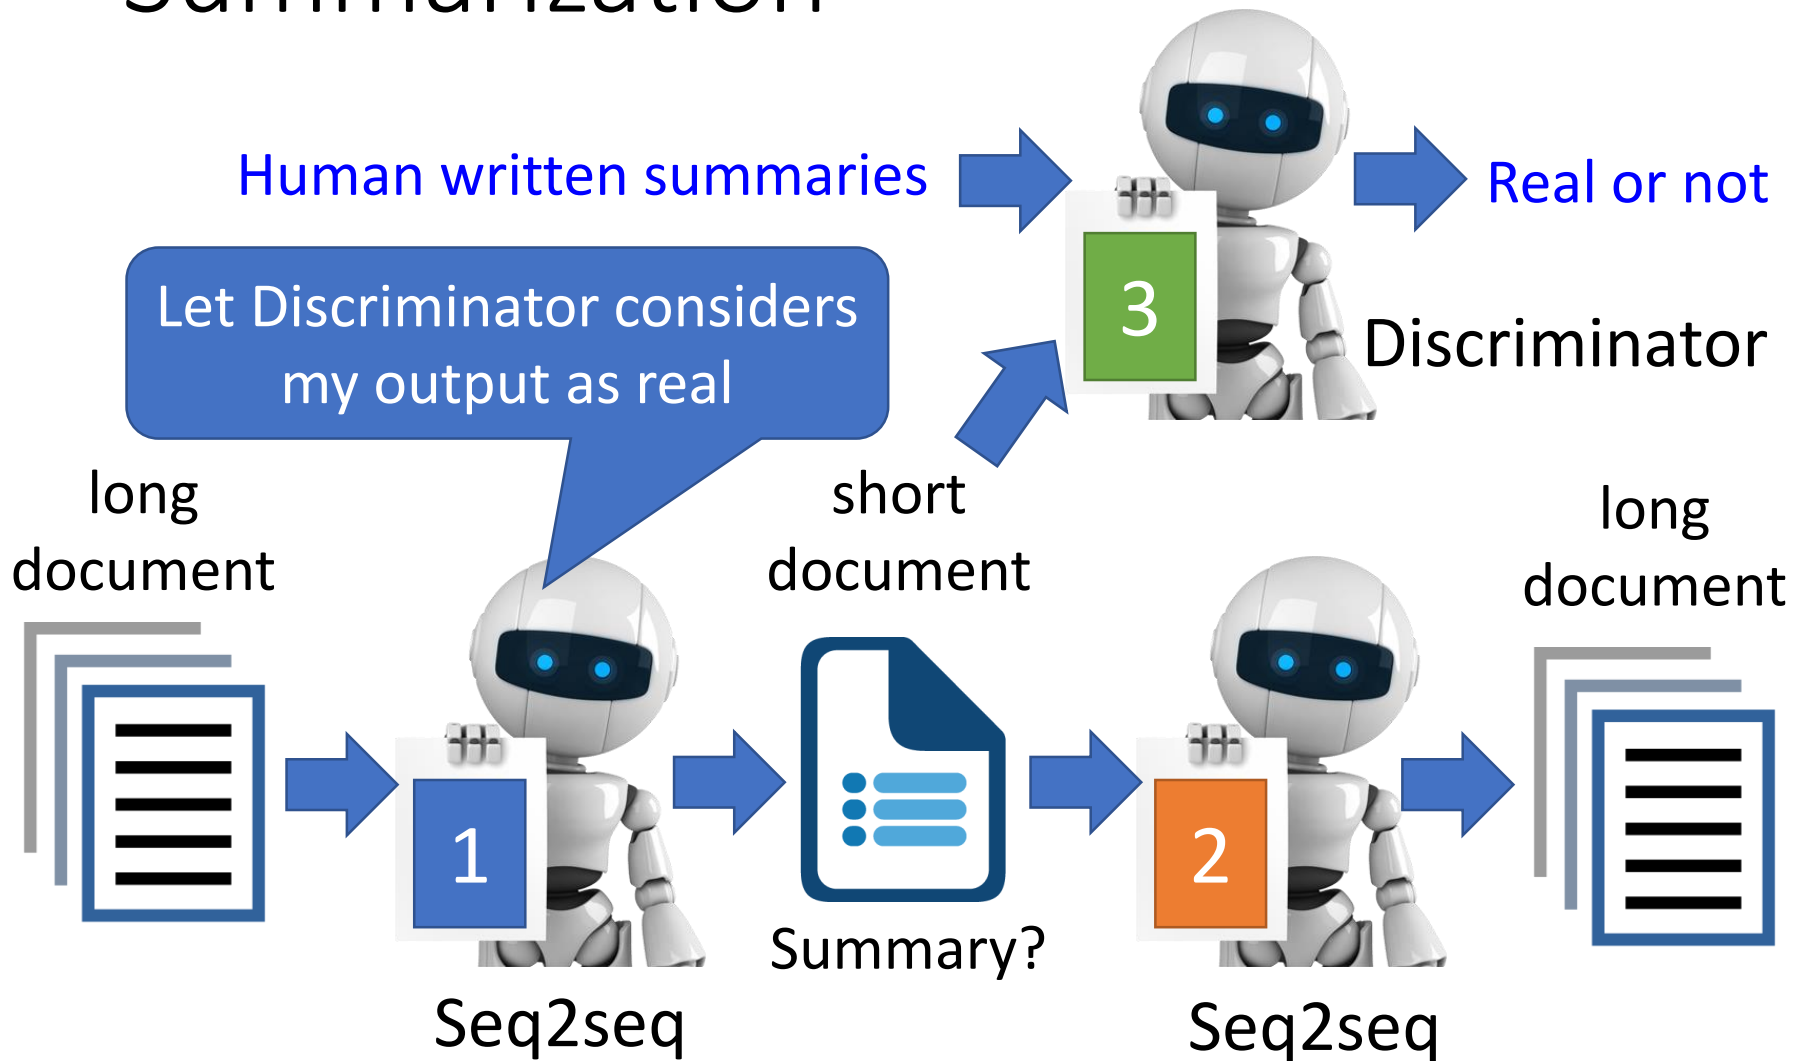 Summarization
Human written summaries
Real or not
3
Let Discriminator considers
my output as real
Discriminator
long
document
short
document
long
document
1
2
Summary?
Seq2seq
Seq2seq